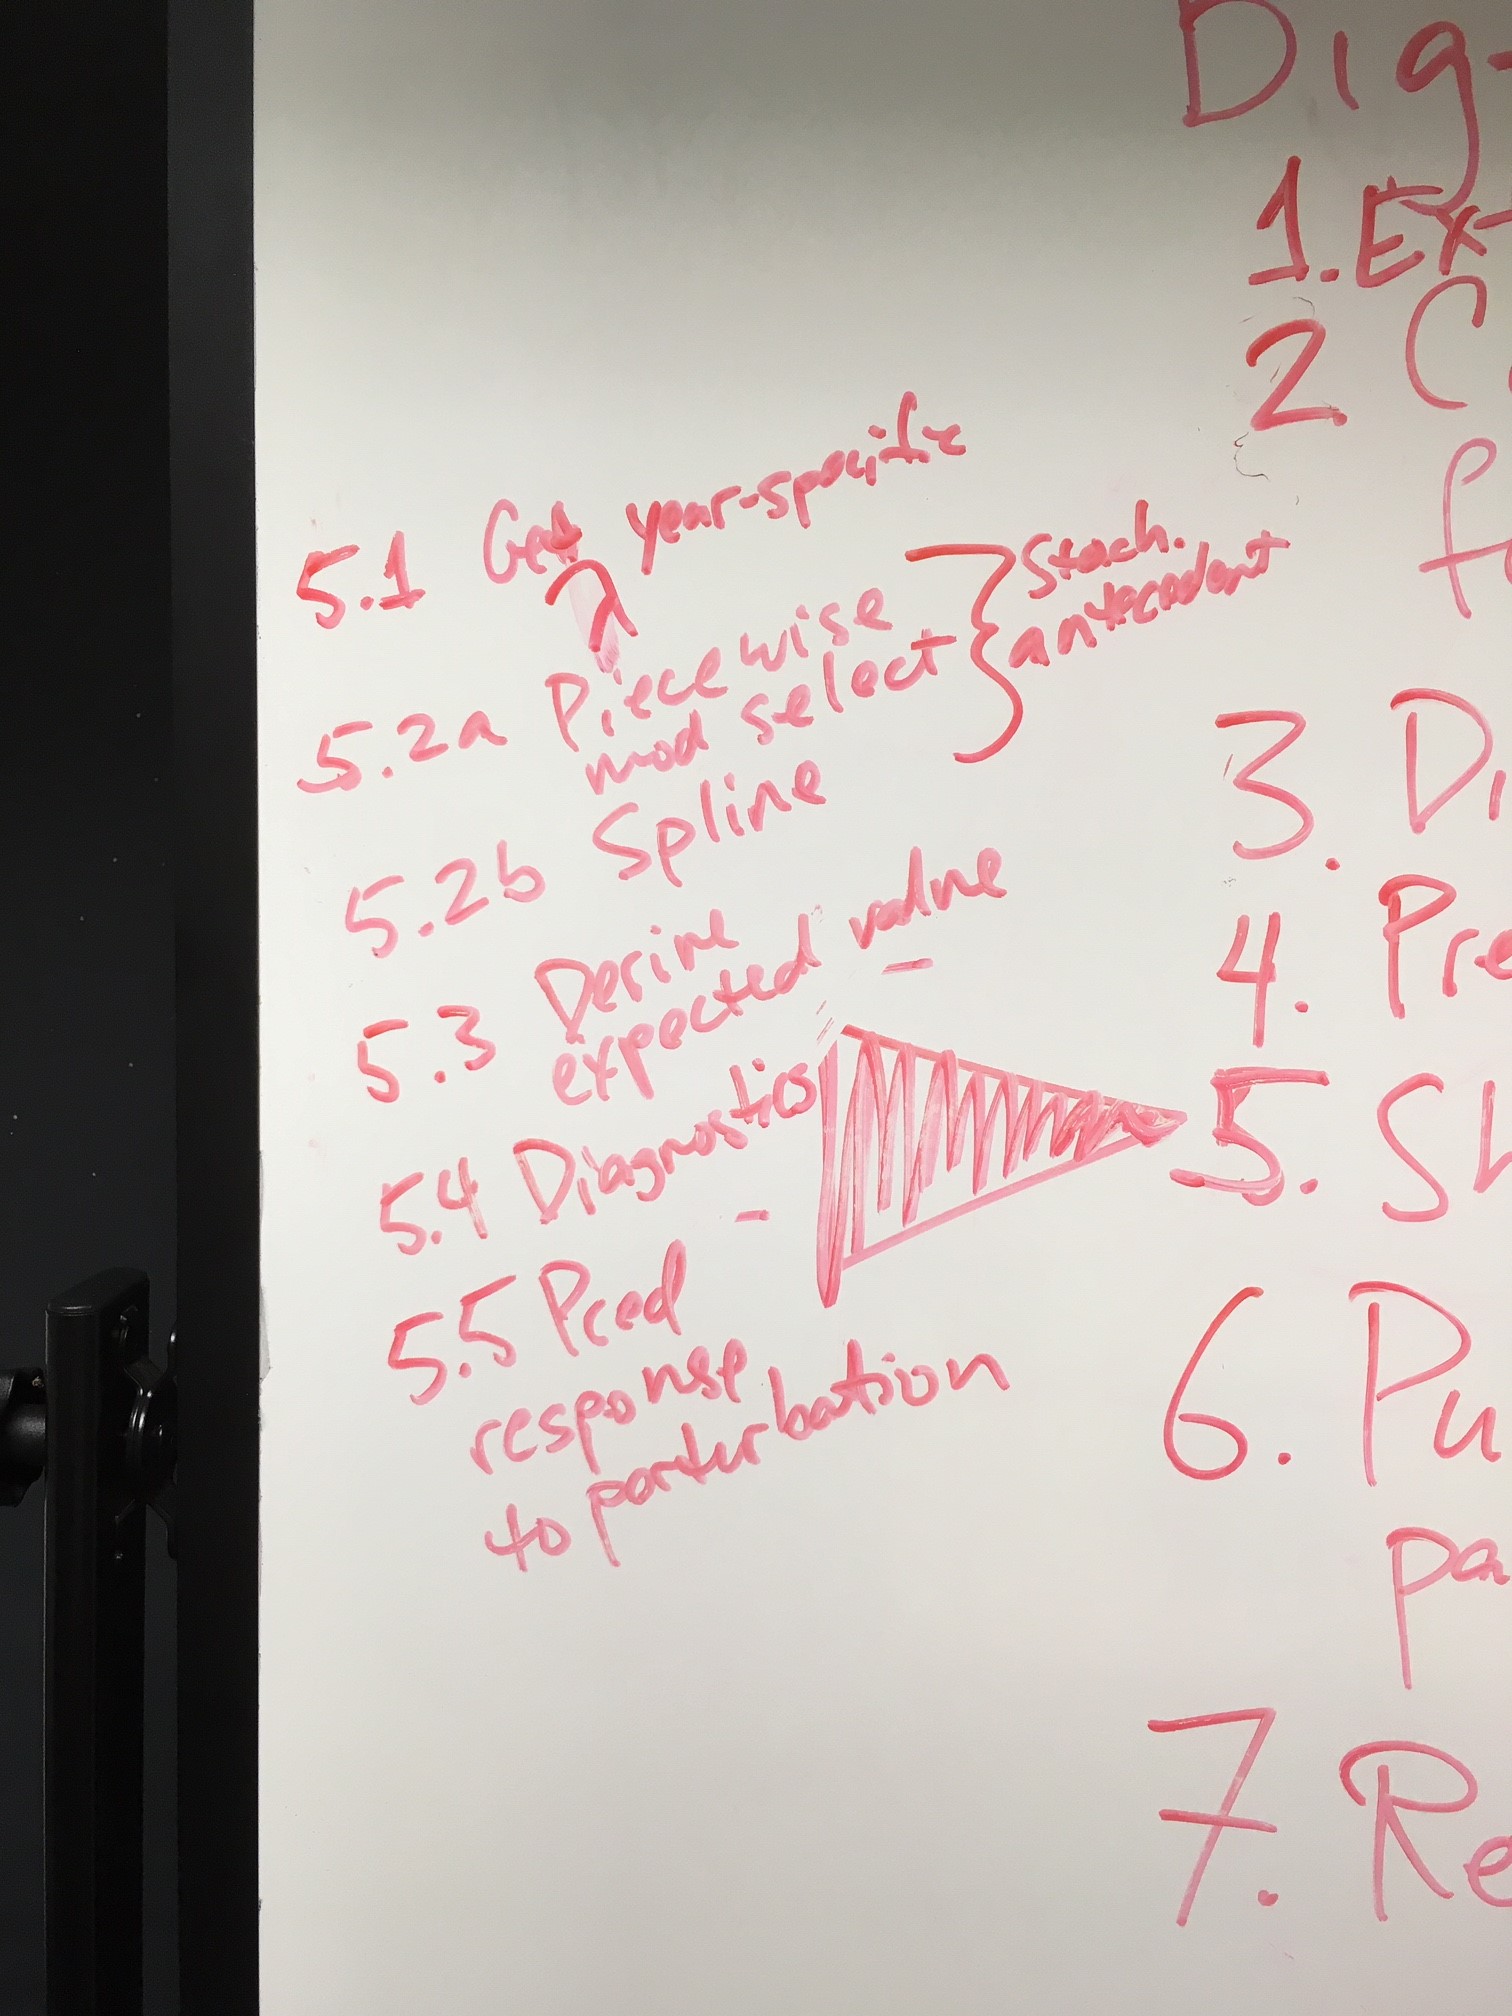 5.1 Get year-specific
λ
5.2a Piecewise
mod select
} Stoch.
antecedent
5.2b Spline
5.3 Derive
expected value
5.4 Diagnostics
5.5 Pred
response
to perturbation
Dig
1. Ext
2. C
f
3. Di
4. Pre
5. Sh
6. Pu
pa
7. Re